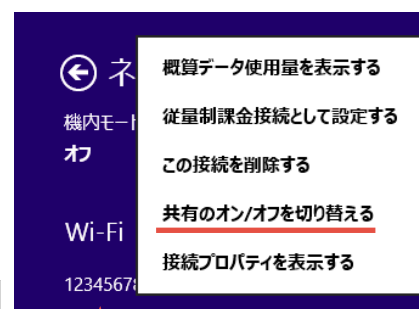 ネ
概算データ使用量を表示する
機内モート
従量制課金接続として設定する
オフ
この接続を削除する
共有のオン/オフを切り替える
Wi-Fi
接続プロパティを表示する
12345678